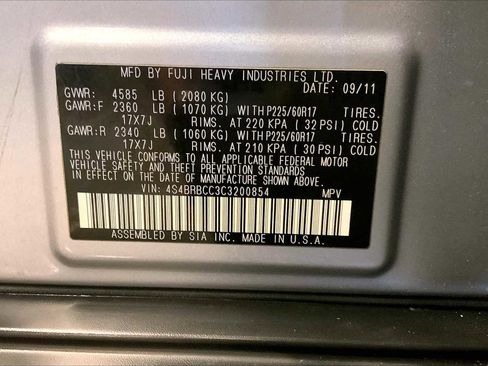 MFD BY FUJI HEAVY INDUSTRIES LTD.
DATE: 09/11
GVWR: 4585 LB ( 2080 KG)
GAWR:F 2360 LB ( 1070 KG) WITH P225/60R17 TIRES.
17X7J RIMS. AT 220 KPA ( 32 PSI) COLD
GAWR:R 2340 LB ( 1060 KG) WITH P225/60R17 TIRES.
17X7J RIMS. AT 210 KPA ( 30 PSI) COLD
THIS VEHICLE CONFORMS TO ALL APPLICABLE FEDERAL MOTOR
VEHICLE SAFETY AND THEFT PREVENTION STANDARDS
IN EFFECT ON THE DATE OF MANUFACTURE SHOWN ABOVE.
VIN: 4S4BRBCC3C3200854 MPV
ASSEMBLED BY SIA INC. MADE IN U.S.A.